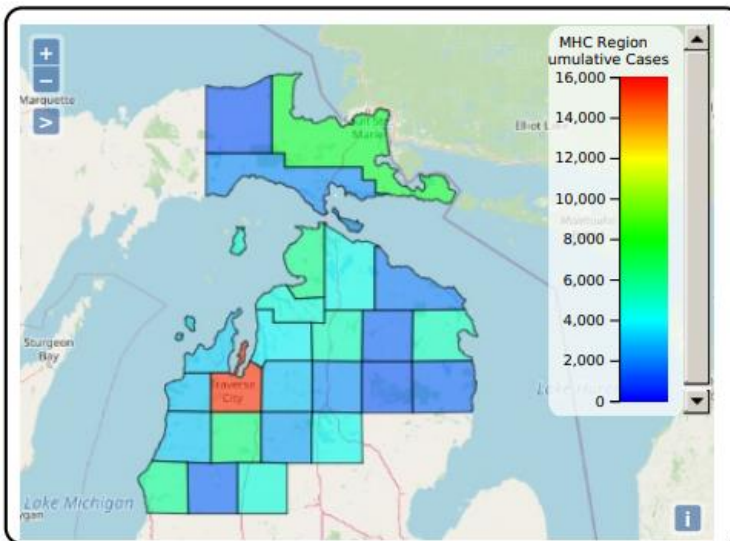 MHC Region
umulative Cases
16,000
14,000
12,000
10,000
8,000
6,000
4,000
2,000
0
+
−
>
Marquette
Elliot
Sturgeon
Bay
Traverse
City
Lake Michigan
i